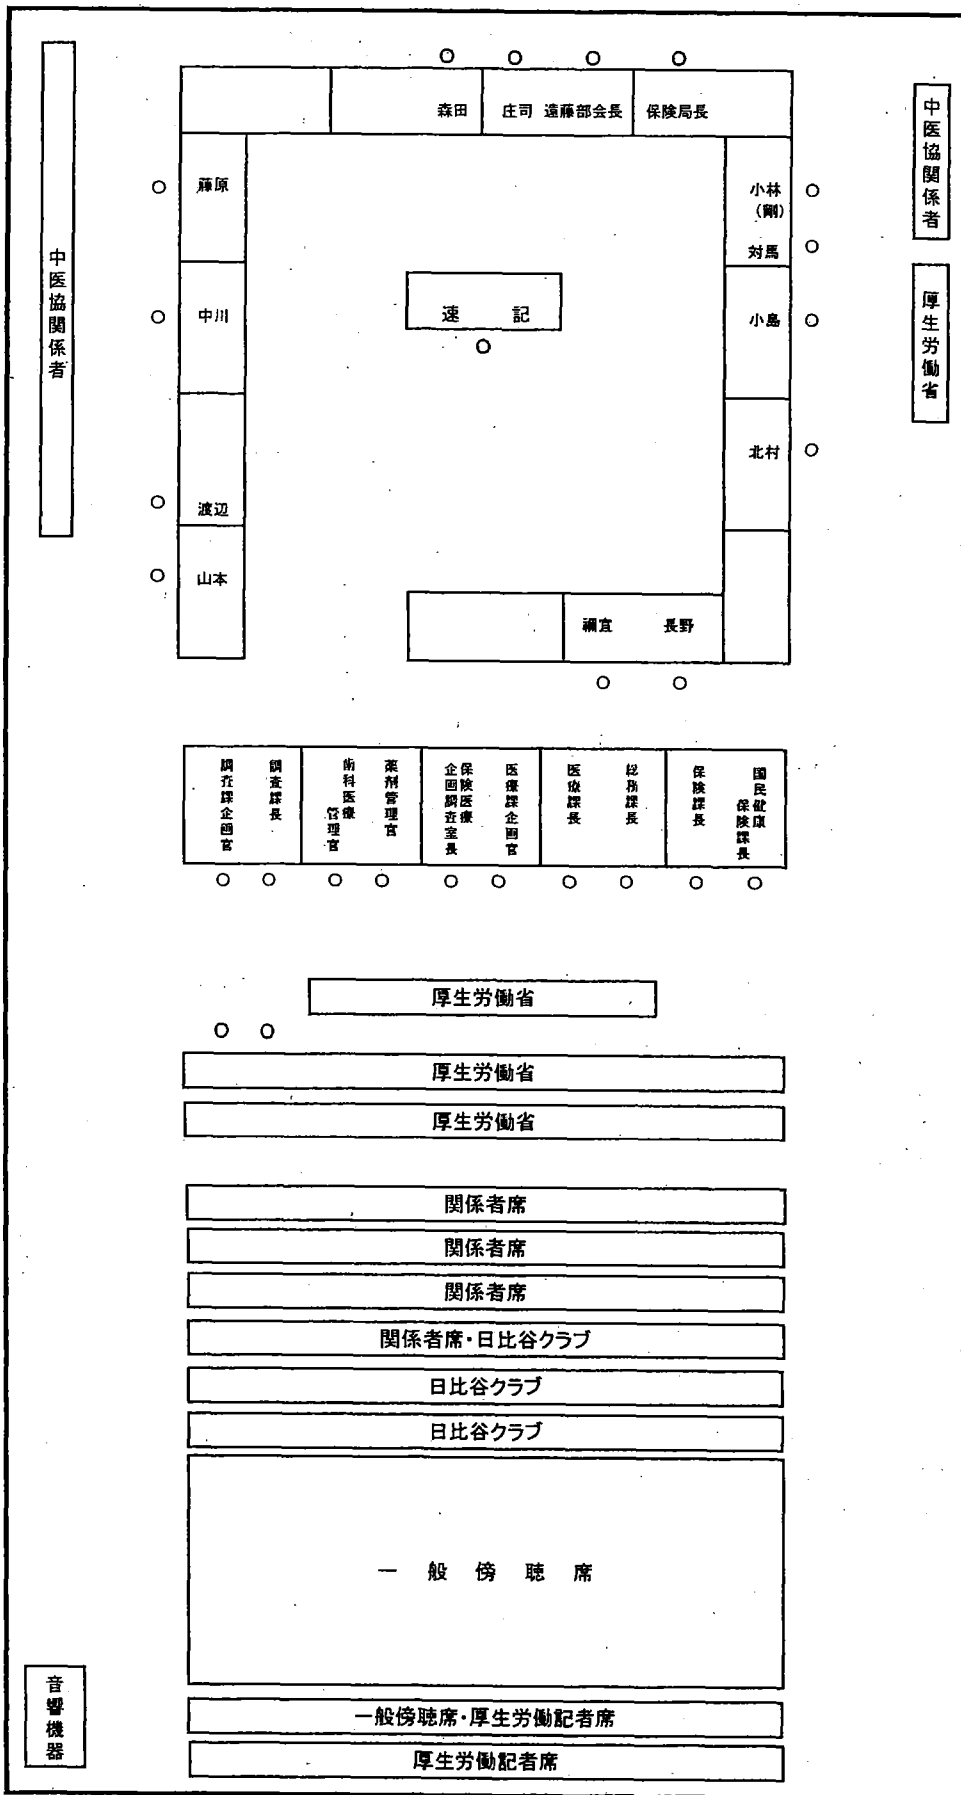 森田 庄司 遠藤部会長 保険局長
中医協関係者
中医協関係者
厚生労働省
藤原
中川
渡辺
山本
速 記
小林
(剛)
対馬
小島
北村
禰宜 長野
調査課企画官
調査課長
歯科医療
管理官
薬剤管理官
保険医療
企画調査室長
医療課企画官
医療課長
総務課長
保険課長
国民健康
保険課長
厚生労働省
厚生労働省
厚生労働省
関係者席
関係者席
関係者席
関係者席・日比谷クラブ
日比谷クラブ
日比谷クラブ
一 般 傍 聴 席
音響機器
一般傍聴席・厚生労働記者席
厚生労働記者席